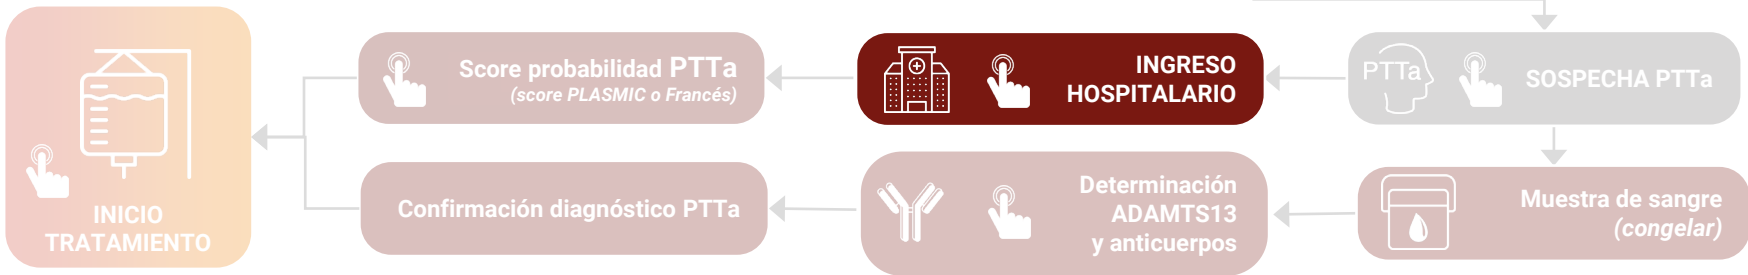 INICIO
TRATAMIENTO
Score probabilidad PTTa
(score PLASMIC o Francés)
INGRESO
HOSPITALARIO
PTTa
SOSPECHA PTTa
Confirmación diagnóstico PTTa
Determinación
ADAMTS13
y anticuerpos
Muestra de sangre
(congelar)